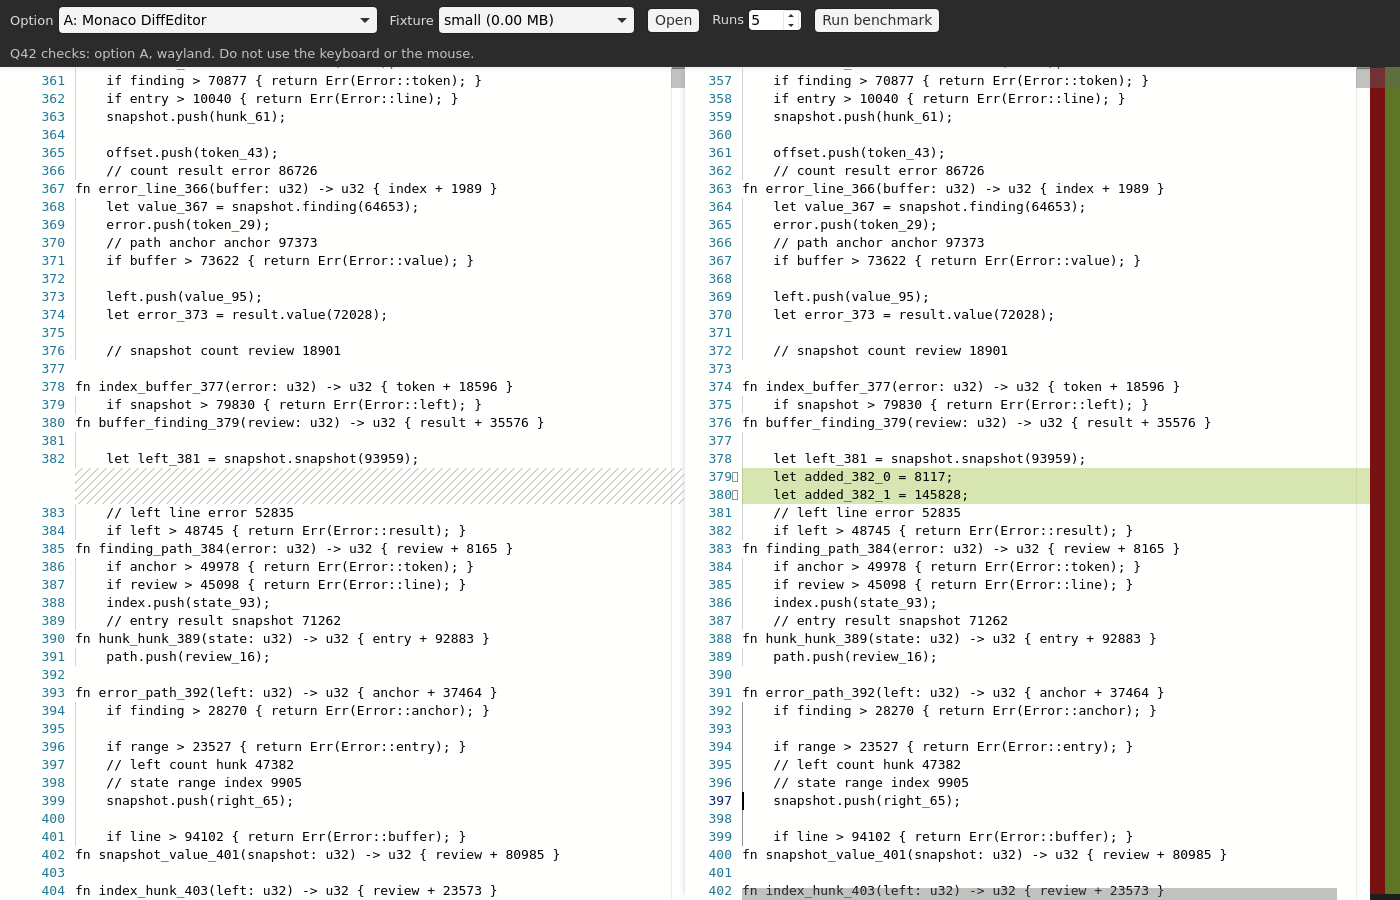 Option A: Monaco DiffEditor Fixture small (0.00 MB) Open Runs 5 Run benchmark
Q42 checks: option A, wayland. Do not use the keyboard or the mouse.
361 if finding > 70877 { return Err(Error::token); }
362 if entry > 10040 { return Err(Error::line); }
363 snapshot.push(hunk_61);
364
365 offset.push(token_43);
366 // count result error 86726
367 fn error_line_366(buffer: u32) -> u32 { index + 1989 }
368 let value_367 = snapshot.finding(64653);
369 error.push(token_29);
370 // path anchor anchor 97373
371 if buffer > 73622 { return Err(Error::value); }
372
373 left.push(value_95);
374 let error_373 = result.value(72028);
375
376 // snapshot count review 18901
377
378 fn index_buffer_377(error: u32) -> u32 { token + 18596 }
379 if snapshot > 79830 { return Err(Error::left); }
380 fn buffer_finding_379(review: u32) -> u32 { result + 35576 }
381
382 let left_381 = snapshot.snapshot(93959);
383 // left line error 52835
384 if left > 48745 { return Err(Error::result); }
385 fn finding_path_384(error: u32) -> u32 { review + 8165 }
386 if anchor > 49978 { return Err(Error::token); }
387 if review > 45098 { return Err(Error::line); }
388 index.push(state_93);
389 // entry result snapshot 71262
390 fn hunk_hunk_389(state: u32) -> u32 { entry + 92883 }
391 path.push(review_16);
392
393 fn error_path_392(left: u32) -> u32 { anchor + 37464 }
394 if finding > 28270 { return Err(Error::anchor); }
395
396 if range > 23527 { return Err(Error::entry); }
397 // left count hunk 47382
398 // state range index 9905
399 snapshot.push(right_65);
400
401 if line > 94102 { return Err(Error::buffer); }
402 fn snapshot_value_401(snapshot: u32) -> u32 { review + 80985 }
403
404 fn index_hunk_403(left: u32) -> u32 { review + 23573 }
357 if finding > 70877 { return Err(Error::token); }
358 if entry > 10040 { return Err(Error::line); }
359 snapshot.push(hunk_61);
360
361 offset.push(token_43);
362 // count result error 86726
363 fn error_line_366(buffer: u32) -> u32 { index + 1989 }
364 let value_367 = snapshot.finding(64653);
365 error.push(token_29);
366 // path anchor anchor 97373
367 if buffer > 73622 { return Err(Error::value); }
368
369 left.push(value_95);
370 let error_373 = result.value(72028);
371
372 // snapshot count review 18901
373
374 fn index_buffer_377(error: u32) -> u32 { token + 18596 }
375 if snapshot > 79830 { return Err(Error::left); }
376 fn buffer_finding_379(review: u32) -> u32 { result + 35576 }
377
378 let left_381 = snapshot.snapshot(93959);
379 let added_382_0 = 8117;
380 let added_382_1 = 145828;
381 // left line error 52835
382 if left > 48745 { return Err(Error::result); }
383 fn finding_path_384(error: u32) -> u32 { review + 8165 }
384 if anchor > 49978 { return Err(Error::token); }
385 if review > 45098 { return Err(Error::line); }
386 index.push(state_93);
387 // entry result snapshot 71262
388 fn hunk_hunk_389(state: u32) -> u32 { entry + 92883 }
389 path.push(review_16);
390
391 fn error_path_392(left: u32) -> u32 { anchor + 37464 }
392 if finding > 28270 { return Err(Error::anchor); }
393
394 if range > 23527 { return Err(Error::entry); }
395 // left count hunk 47382
396 // state range index 9905
397 snapshot.push(right_65);
398
399 if line > 94102 { return Err(Error::buffer); }
400 fn snapshot_value_401(snapshot: u32) -> u32 { review + 80985 }
401
402 fn index_hunk_403(left: u32) -> u32 { review + 23573 }